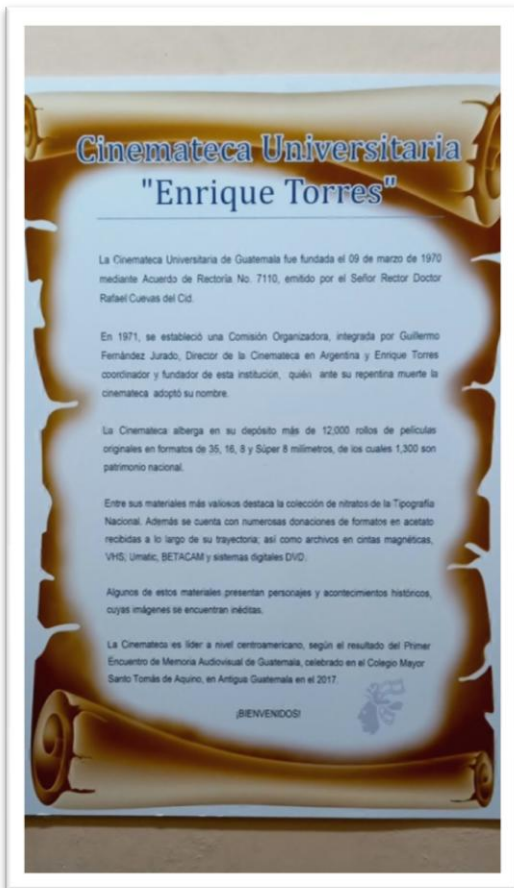 Cinemateca Universitaria
"Enrique Torres"
La Cinemateca Universitaria de Guatemala fue fundada el 09 de marzo de 1970
mediante Acuerdo de Rectoría No. 7110, emitido por el Señor Rector Doctor
Rafael Cuevas del Cid.
En 1971, se estableció una Comisión Organizadora, integrada por Guillermo
Fernández Jurado, Director de la Cinemateca en Argentina y Enrique Torres
coordinador y fundador de esta institución, quién ante su repentina muerte la
cinemateca adoptó su nombre.
La Cinemateca alberga en su depósito más de 12,000 rollos de películas
originales en formatos de 35, 16, 8 y Súper 8 milímetros, de los cuales 1,300 son
patrimonio nacional.
Entre sus materiales más valiosos destaca la colección de nitratos de la Tipografía
Nacional. Además se cuenta con numerosas donaciones de formatos en acetato
recibidas a lo largo de su trayectoria; así como archivos en cintas magnéticas,
VHS, Umatic, BETACAM y sistemas digitales DVD.
Algunos de estos materiales presentan personajes y acontecimientos históricos,
cuyas imágenes se encuentran inéditas.
La Cinemateca es líder a nivel centroamericano, según el resultado del Primer
Encuentro de Memoria Audiovisual de Guatemala, celebrado en el Colegio Mayor
Santo Tomás de Aquino, en Antigua Guatemala en el 2017.
¡BIENVENIDOS!